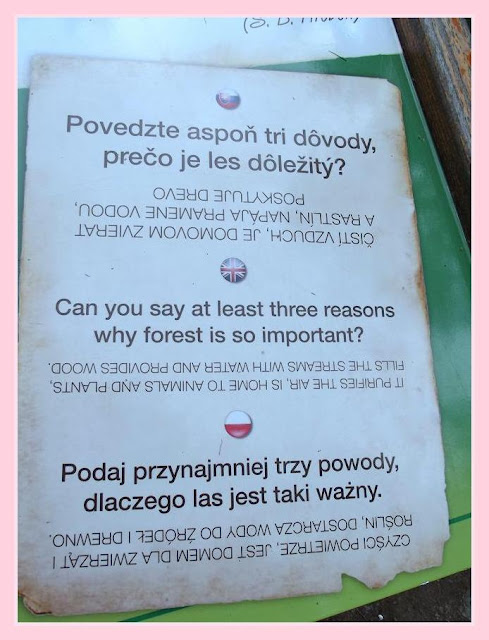 Povedzte aspoň tri dôvody,
prečo je les dôležitý?
ČISTÍ VZDUCH, JE DOMOVOM ZVIERAT
A RASTLÍN, NAPÁJA PRAMENE VODOU,
POSKYTUJE DREVO
Can you say at least three reasons
why forest is so important?
IT PURIFIES THE AIR, IS HOME TO ANIMALS AND PLANTS,
FILLS THE STREAMS WITH WATER AND PROVIDES WOOD.
Podaj przynajmniej trzy powody,
dlaczego las jest taki ważny.
CZYŚCI POWIETRZE, JEST DOMEM DLA ZWIERZĄT I
ROŚLIN, DOSTARCZA WODY DO ŹRÓDEŁ I DREWNO.